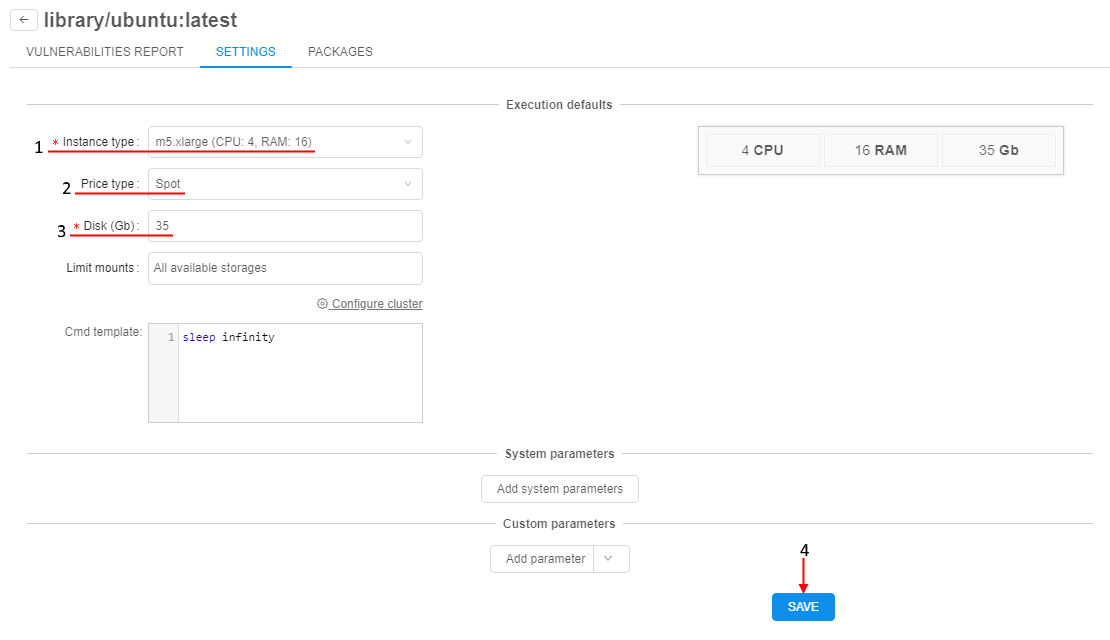 library/ubuntu:latest
VULNERABILITIES REPORT SETTINGS PACKAGES
Execution defaults
1 * Instance type: m5.xlarge (CPU: 4, RAM: 16)
4 CPU 16 RAM 35 Gb
2 Price type: Spot
3 * Disk (Gb): 35
Limit mounts: All available storages
Configure cluster
Cmd template: 1 sleep infinity
System parameters
Add system parameters
Custom parameters
Add parameter
4
SAVE